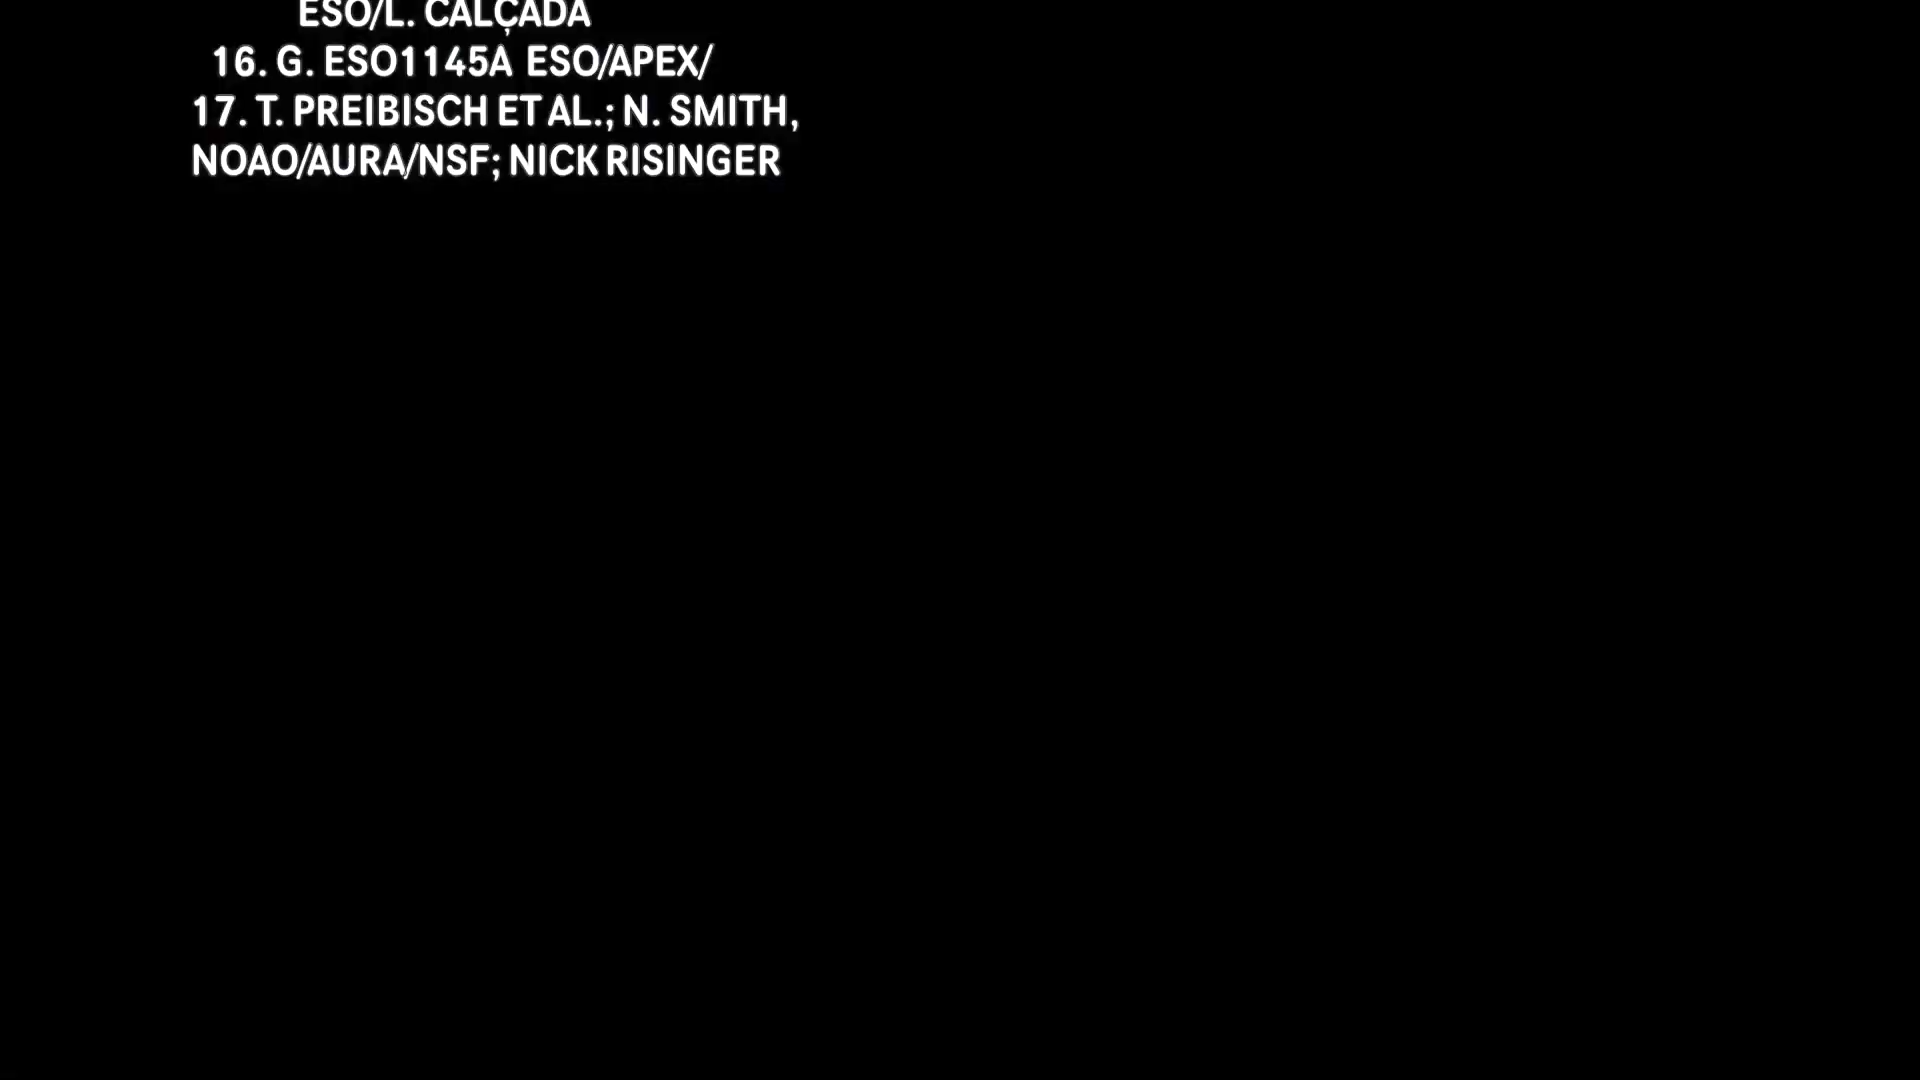 ESO/L. CALÇADA
16. G. ESO1145A ESO/APEX/
17. T. PREIBISCH ET AL.; N. SMITH,
NOAO/AURA/NSF; NICK RISINGER